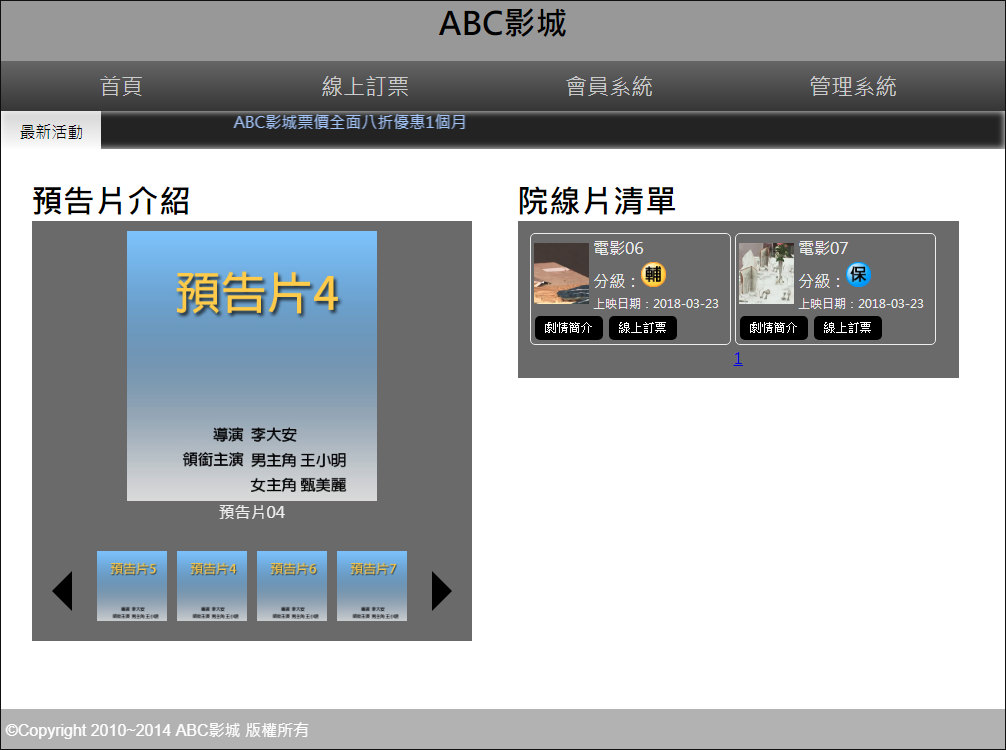 ABC影城
首頁 線上訂票 會員系統 管理系統
最新活動 ABC影城票價全面八折優惠1個月
預告片介紹
預告片4
導演 李大安
領銜主演 男主角 王小明
女主角 甄美麗
預告片04
預告片5 預告片4 預告片6 預告片7
院線片清單
電影06
分級：輔
上映日期：2018-03-23
劇情簡介 線上訂票
電影07
分級：保
上映日期：2018-03-23
劇情簡介 線上訂票
1
©Copyright 2010~2014 ABC影城 版權所有